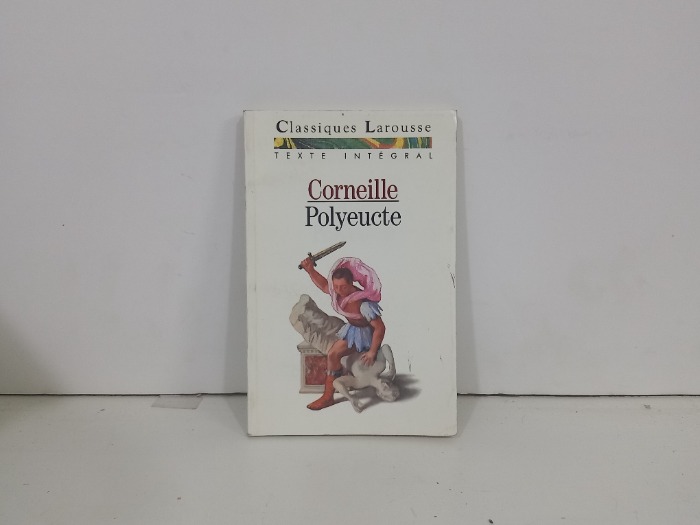 Classiques Larousse
TEXTE INTÉGRAL
Corneille
Polyeucte